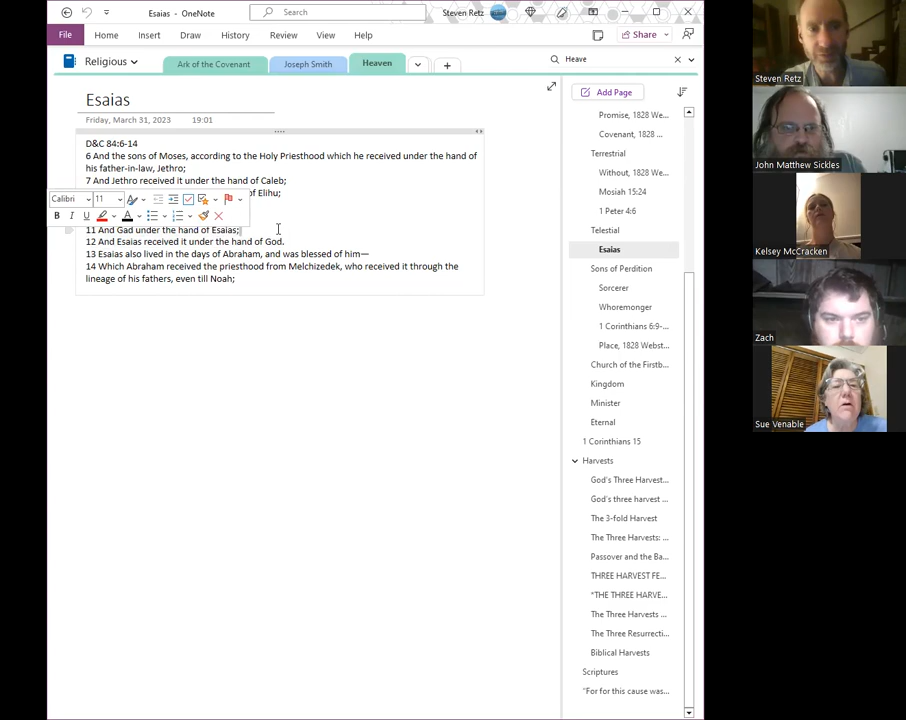 Esaias - OneNote
Search
Steven Retz
File
Home
Insert
Draw
History
Review
View
Help
Share
Religious
Ark of the Covenant
Joseph Smith
Heaven
+
Heave
Esaias
Friday, March 31, 2023
19:01
D&C 84:6-14
6 And the sons of Moses, according to the Holy Priesthood which he received under the hand of
his father-in-law, Jethro;
7 And Jethro received it under the hand of Caleb;
of Elihu;
Calibri
11
B I U A
11 And Gad under the hand of Esaias;
12 And Esaias received it under the hand of God.
13 Esaias also lived in the days of Abraham, and was blessed of him—
14 Which Abraham received the priesthood from Melchizedek, who received it through the
lineage of his fathers, even till Noah;
Add Page
Promise, 1828 We...
Covenant, 1828 ...
Terrestrial
Without, 1828 We...
Mosiah 15:24
1 Peter 4:6
Telestial
Esaias
Sons of Perdition
Sorcerer
Whoremonger
1 Corinthians 6:9-...
Place, 1828 Webst...
Church of the Firstb...
Kingdom
Minister
Eternal
1 Corinthians 15
Harvests
God's Three Harvest...
God's three harvest ...
The 3-fold Harvest
The Three Harvests: ...
Passover and the Ba...
THREE HARVEST FE...
*THE THREE HARVE...
The Three Harvests ...
The Three Resurrecti...
Biblical Harvests
Scriptures
"For for this cause was...
Steven Retz
John Matthew Sickles
Kelsey McCracken
Zach
Sue Venable